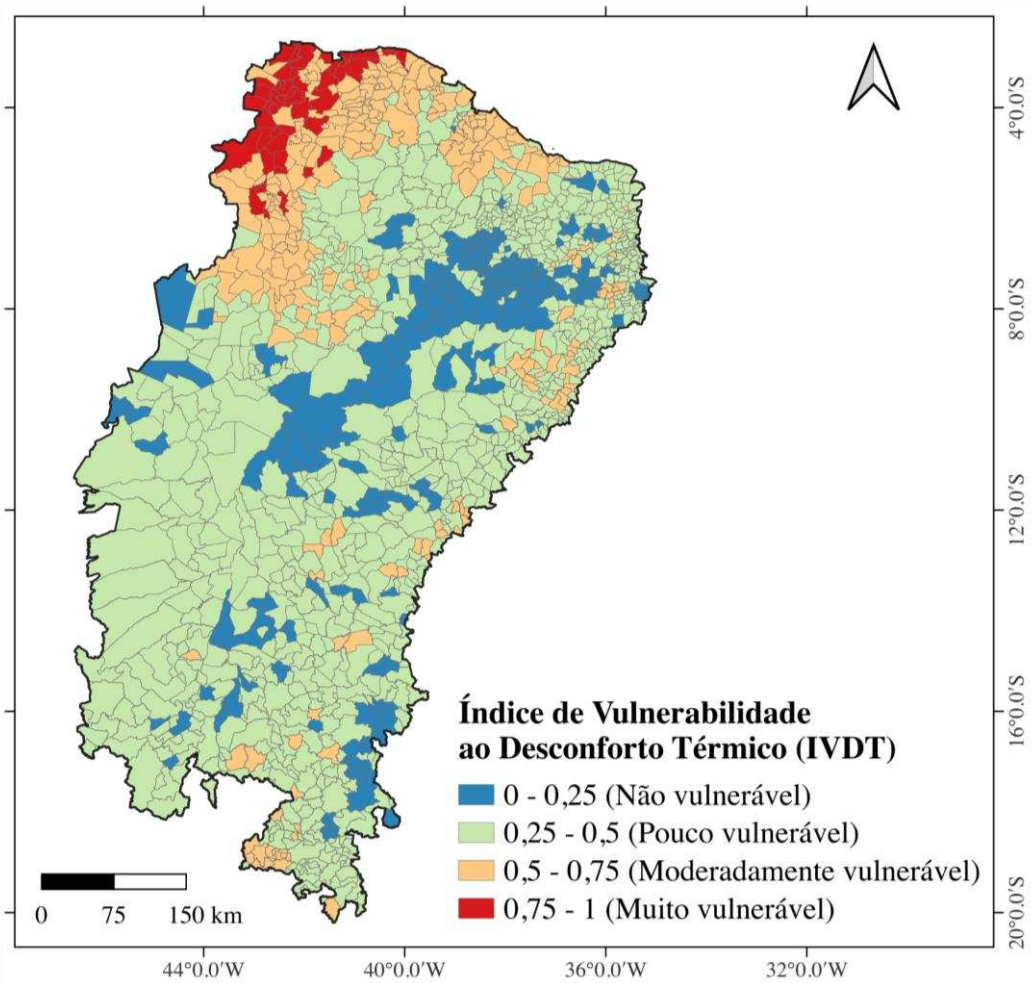 4°0.0'S
8°0.0'S
12°0.0'S
16°0.0'S
20°0.0'S
Índice de Vulnerabilidade
ao Desconforto Térmico (IVDT)
0 - 0,25 (Não vulnerável)
0,25 - 0,5 (Pouco vulnerável)
0,5 - 0,75 (Moderadamente vulnerável)
0,75 - 1 (Muito vulnerável)
0 75 150 km
44°0.0'W 40°0.0'W 36°0.0'W 32°0.0'W